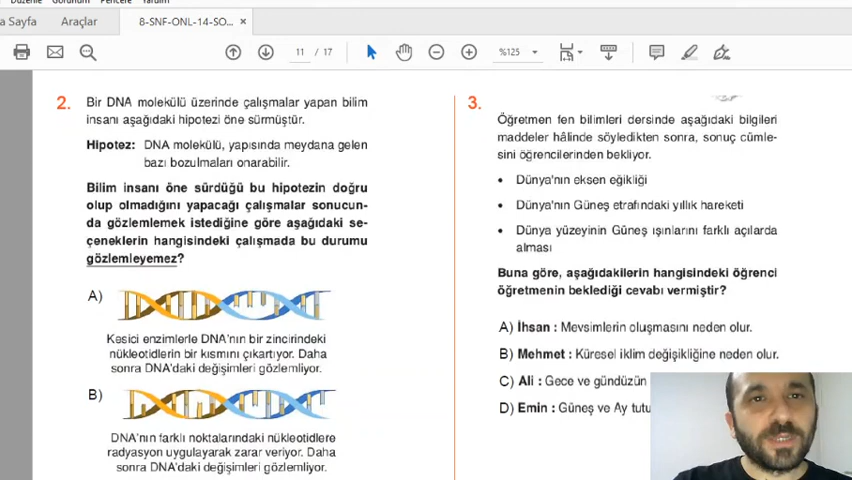 Düzenle Görünüm Pencere Yardım
a Sayfa Araçlar 8-SNF-ONL-14-SO... ×
11 / 17 %125
2. Bir DNA molekülü üzerinde çalışmalar yapan bilim
insanı aşağıdaki hipotezi öne sürmüştür.
Hipotez: DNA molekülü, yapısında meydana gelen
bazı bozulmaları onarabilir.
Bilim insanı öne sürdüğü bu hipotezin doğru
olup olmadığını yapacağı çalışmalar sonucun-
da gözlemlemek istediğine göre aşağıdaki se-
çeneklerin hangisindeki çalışmada bu durumu
gözlemleyemez?
A)
Kesici enzimlerle DNA'nın bir zincirindeki
nükleotidlerin bir kısmını çıkartıyor. Daha
sonra DNA'daki değişimleri gözlemliyor.
B)
DNA'nın farklı noktalarındaki nükleotidlere
radyasyon uygulayarak zarar veriyor. Daha
sonra DNA'daki değişimleri gözlemliyor.
3.
Öğretmen fen bilimleri dersinde aşağıdaki bilgileri
maddeler hâlinde söyledikten sonra, sonuç cümle-
sini öğrencilerinden bekliyor.
• Dünya'nın eksen eğikliği
• Dünya'nın Güneş etrafındaki yıllık hareketi
• Dünya yüzeyinin Güneş ışınlarını farklı açılarda
alması
Buna göre, aşağıdakilerin hangisindeki öğrenci
öğretmenin beklediği cevabı vermiştir?
A) İhsan : Mevsimlerin oluşmasını neden olur.
B) Mehmet : Küresel iklim değişikliğine neden olur.
C) Ali : Gece ve gündüzün
D) Emin : Güneş ve Ay tutu